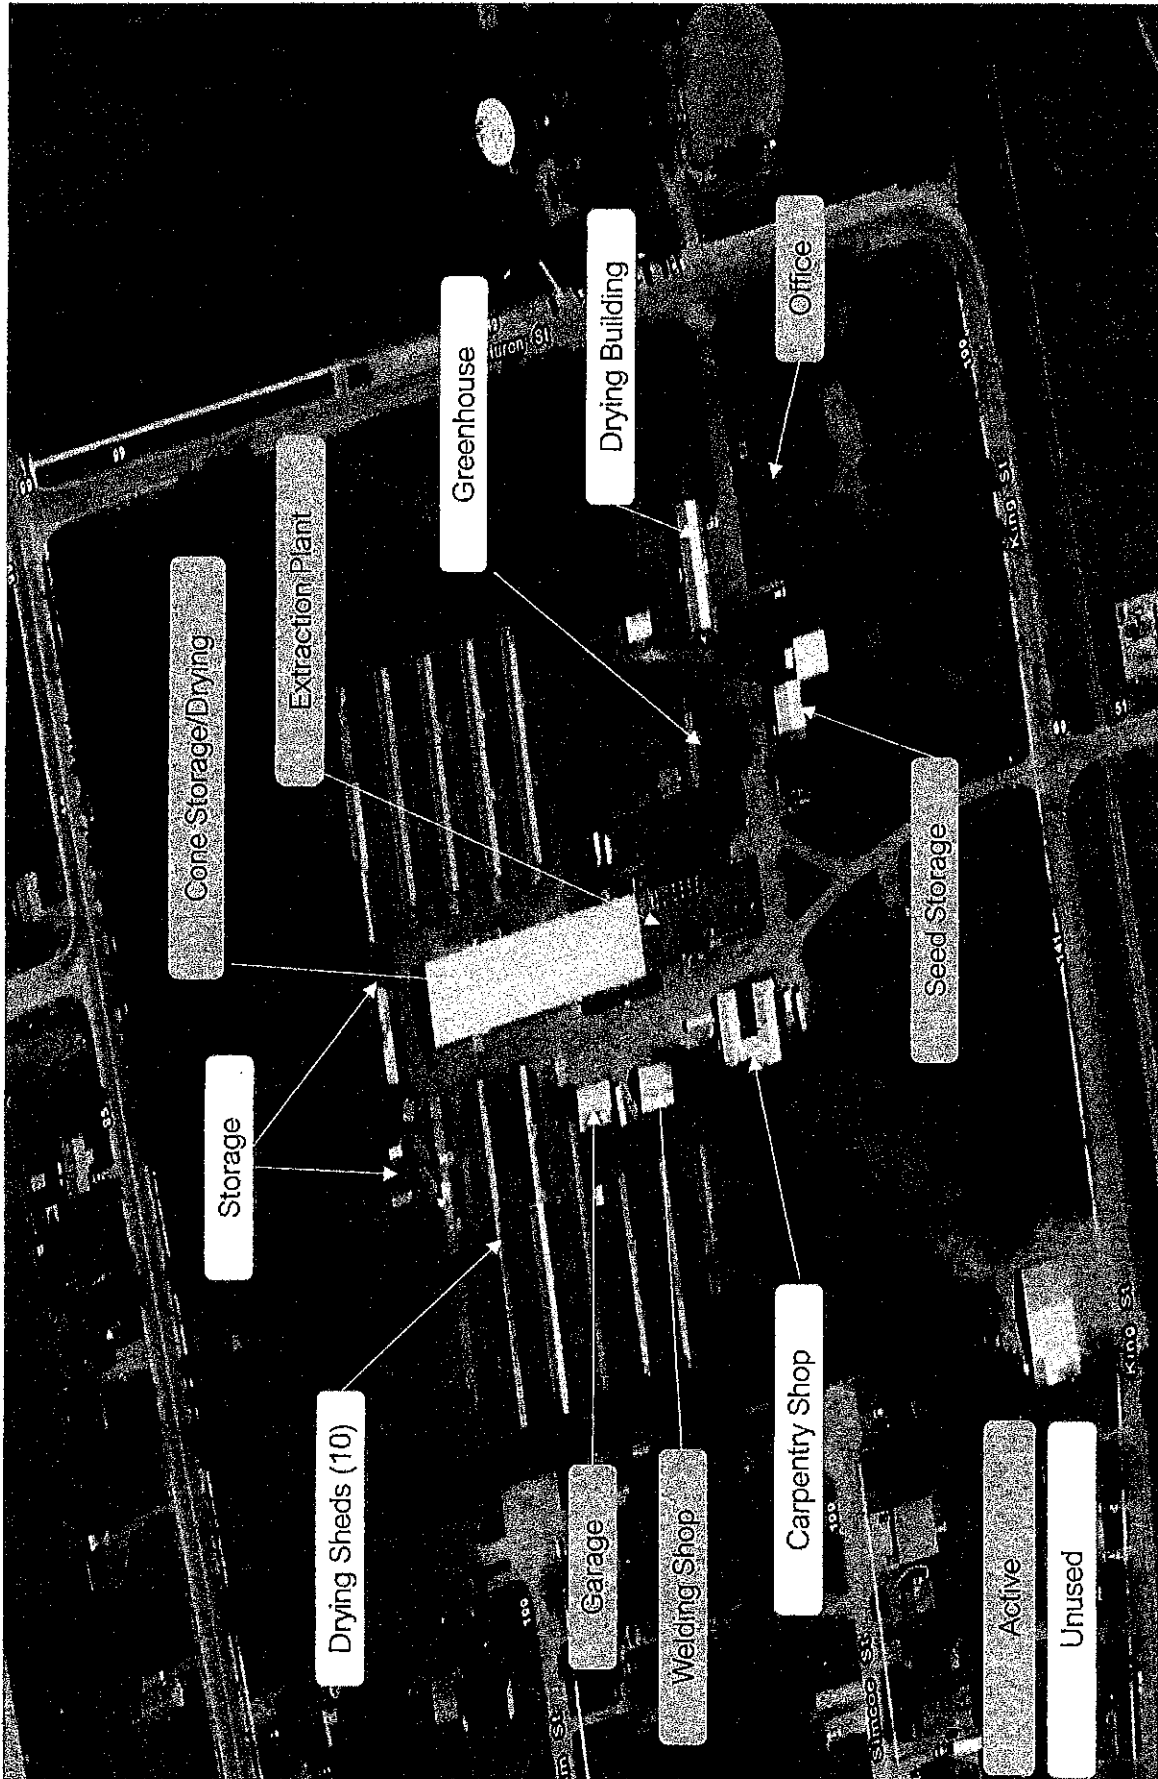 Storage
Cone Storage/Drying
Extraction Plant
Greenhouse
Drying Building
Office
Drying Sheds (10)
Garage
Welding Shop
Carpentry Shop
Seed Storage
Active
Unused
King St
King St
Simcoe St